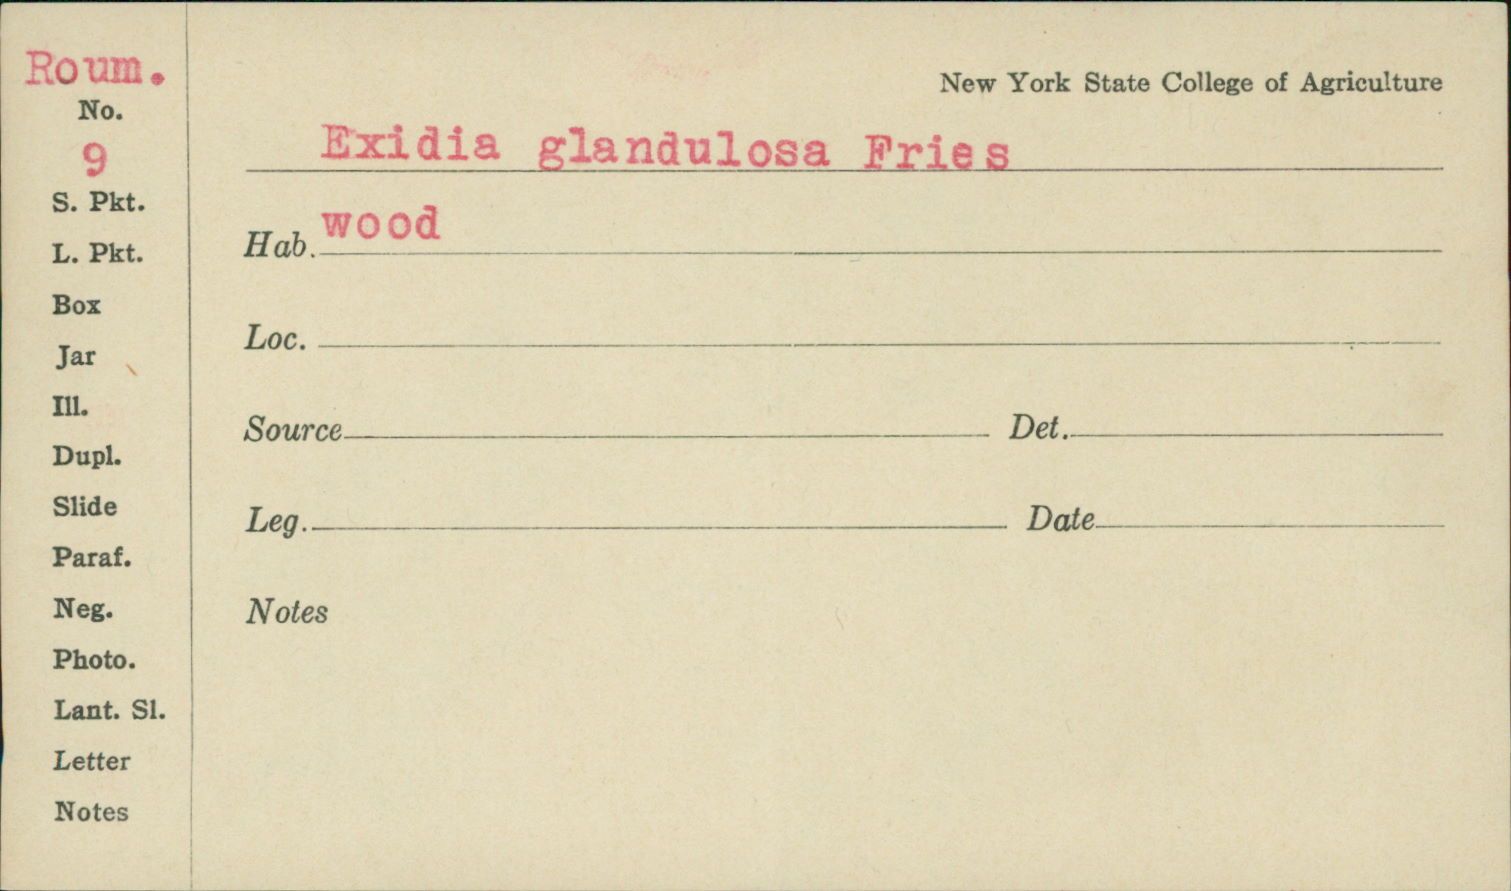 Roum.
No.
9
S. Pkt.
L. Pkt.
Box
Jar
Ill.
Dupl.
Slide
Paraf.
Neg.
Photo.
Lant. Sl.
Letter
Notes
New York State College of Agriculture
Exidia glandulosa Fries
Hab. wood
Loc.
Source Det.
Leg. Date
Notes